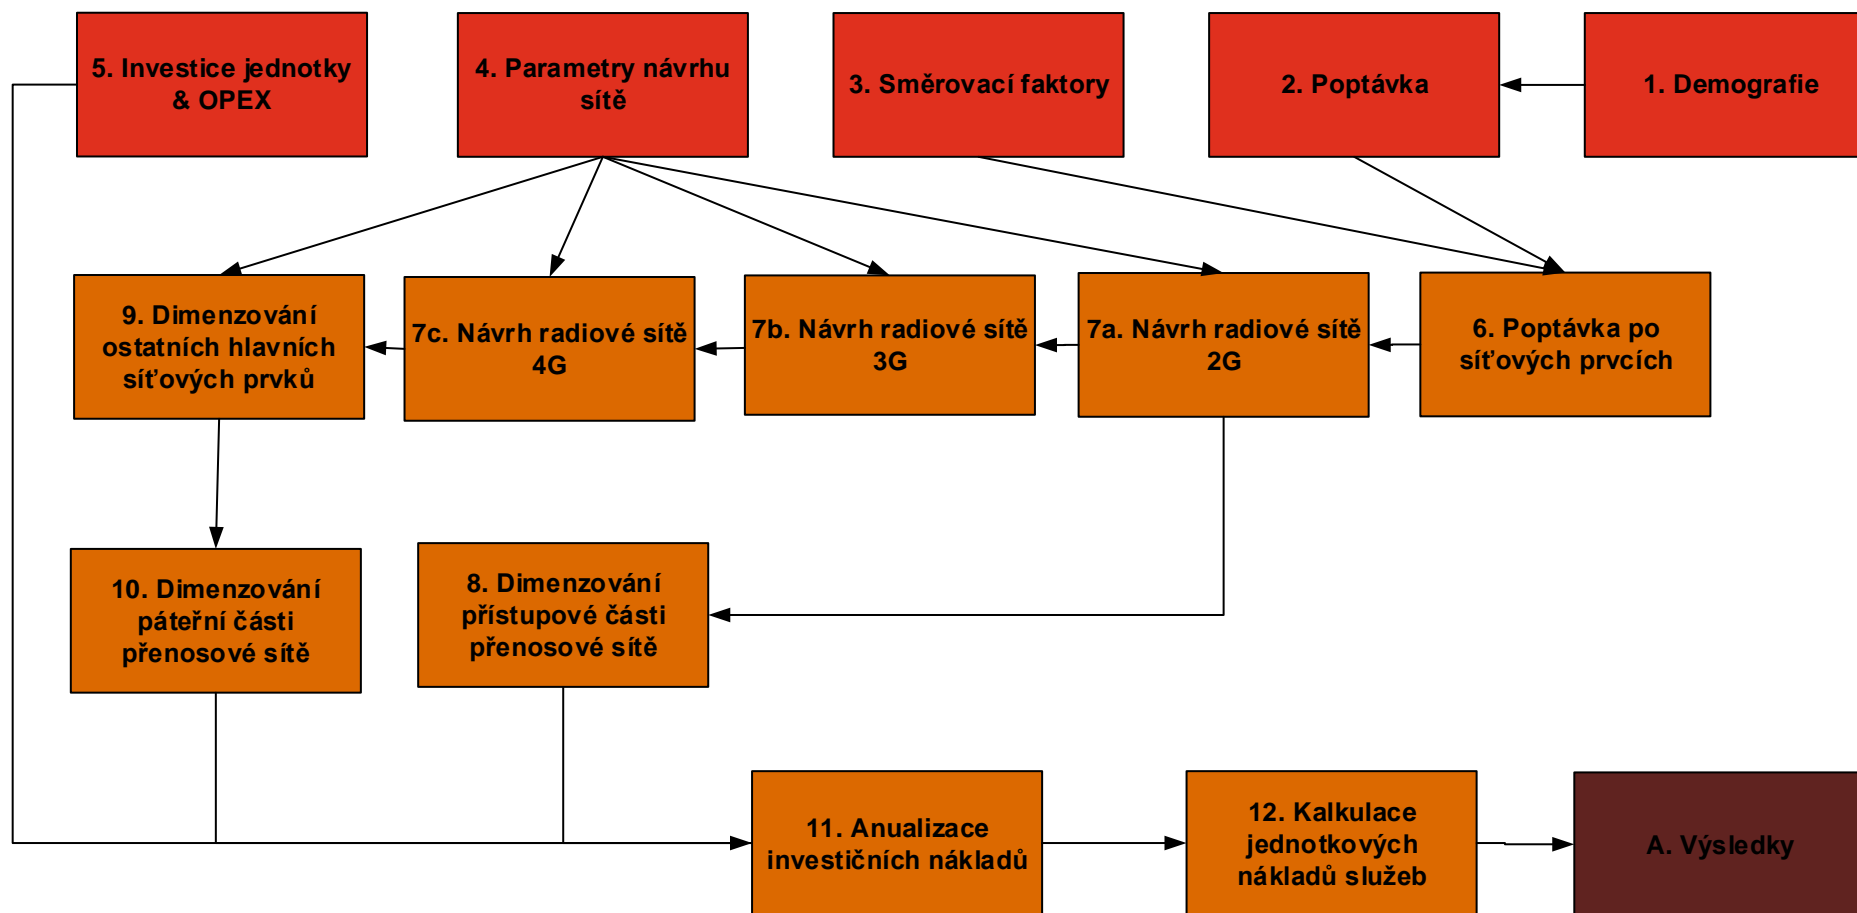 5. Investice jednotky
& OPEX
4. Parametry návrhu
sítě
3. Směrovací faktory
2. Poptávka
1. Demografie
9. Dimenzování
ostatních hlavních
síťových prvků
7c. Návrh radiové sítě
4G
7b. Návrh radiové sítě
3G
7a. Návrh radiové sítě
2G
6. Poptávka po
síťových prvcích
10. Dimenzování
páteřní části
přenosové sítě
8. Dimenzování
přístupové části
přenosové sítě
11. Anualizace
investičních nákladů
12. Kalkulace
jednotkových
nákladů služeb
A. Výsledky